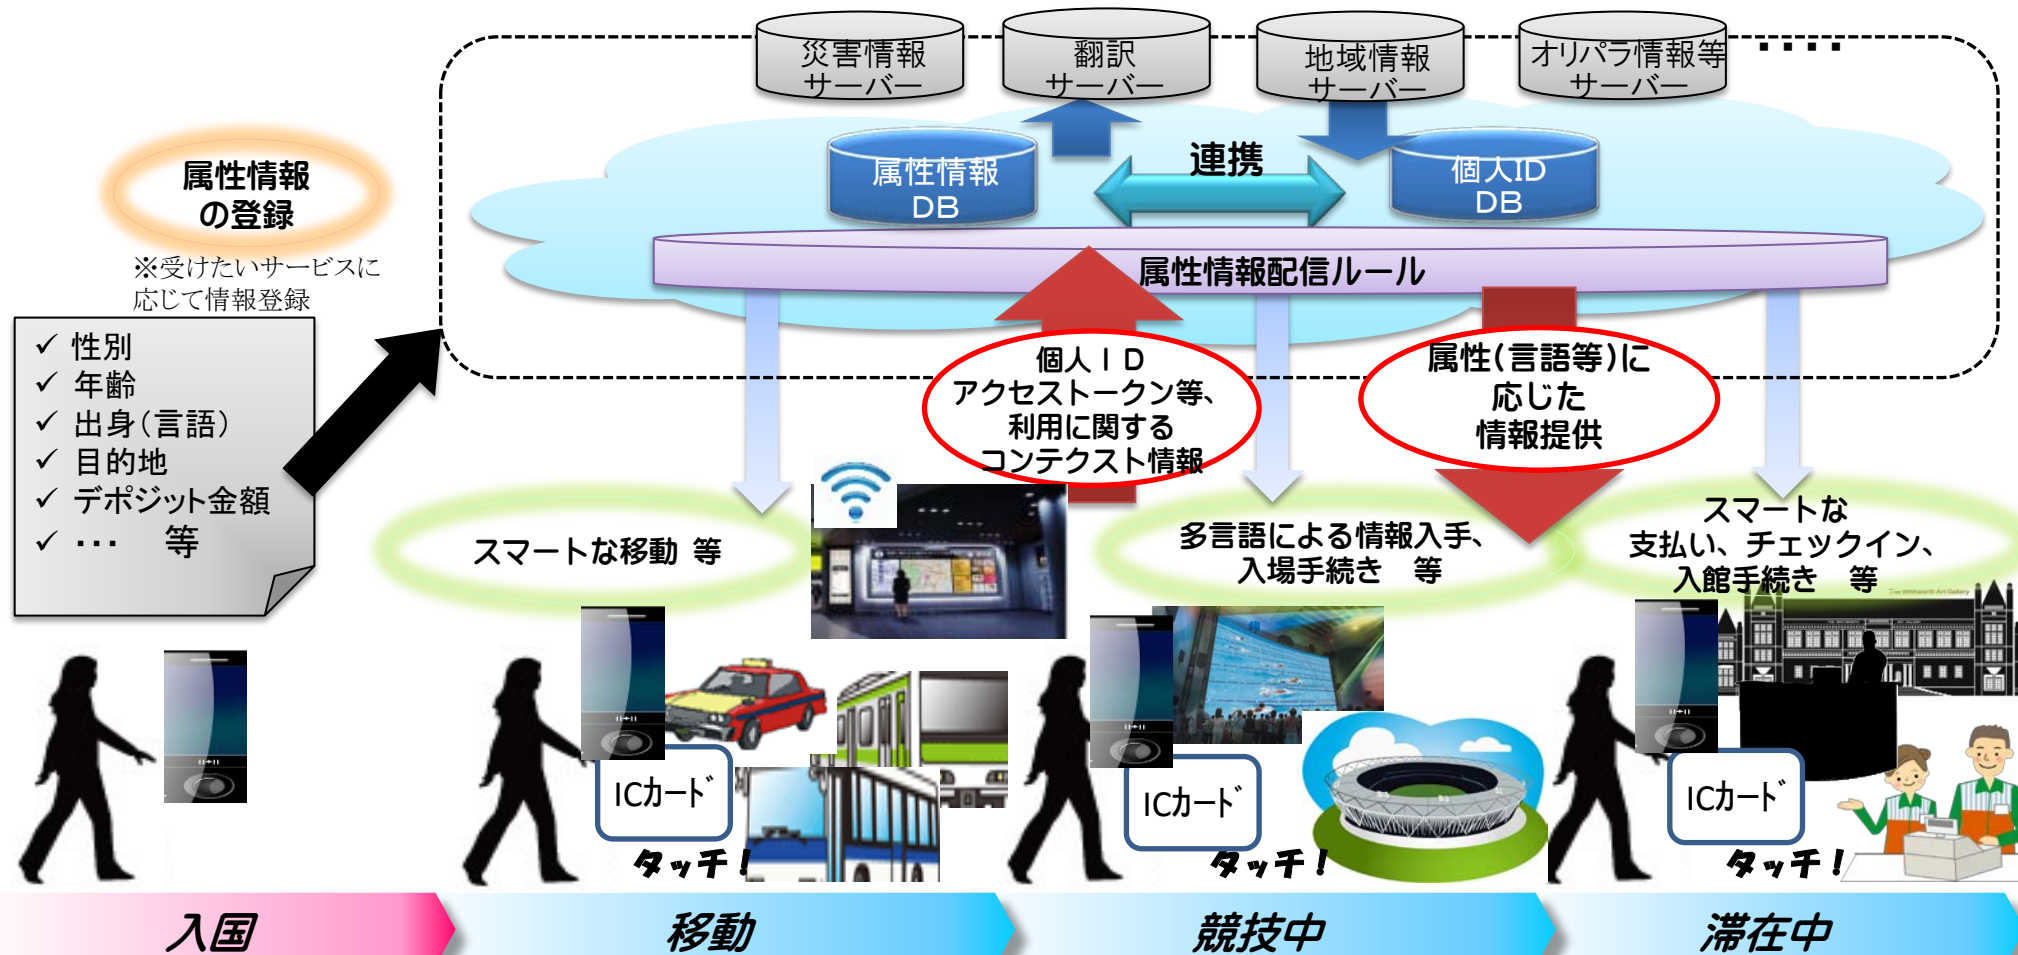 災害情報
サーバー
翻訳
サーバー
地域情報
サーバー
オリパラ情報等
サーバー
・・・・
属性情報
の登録
※受けたいサービスに
応じて情報登録
属性情報
DB
連携
個人ID
DB
属性情報配信ルール
✓ 性別
✓ 年齢
✓ 出身(言語)
✓ 目的地
✓ デポジット金額
✓ ･･･　等
個人ＩＤ
アクセストークン等、
利用に関する
コンテクスト情報
属性(言語等)に
応じた
情報提供
スマートな移動 等
多言語による情報入手、
入場手続き　等
スマートな
支払い、チェックイン、
入館手続き　等
The Whitworth Art Gallery
ICカード
タッチ！
ICカード
タッチ！
ICカード
タッチ！
入国
移動
競技中
滞在中